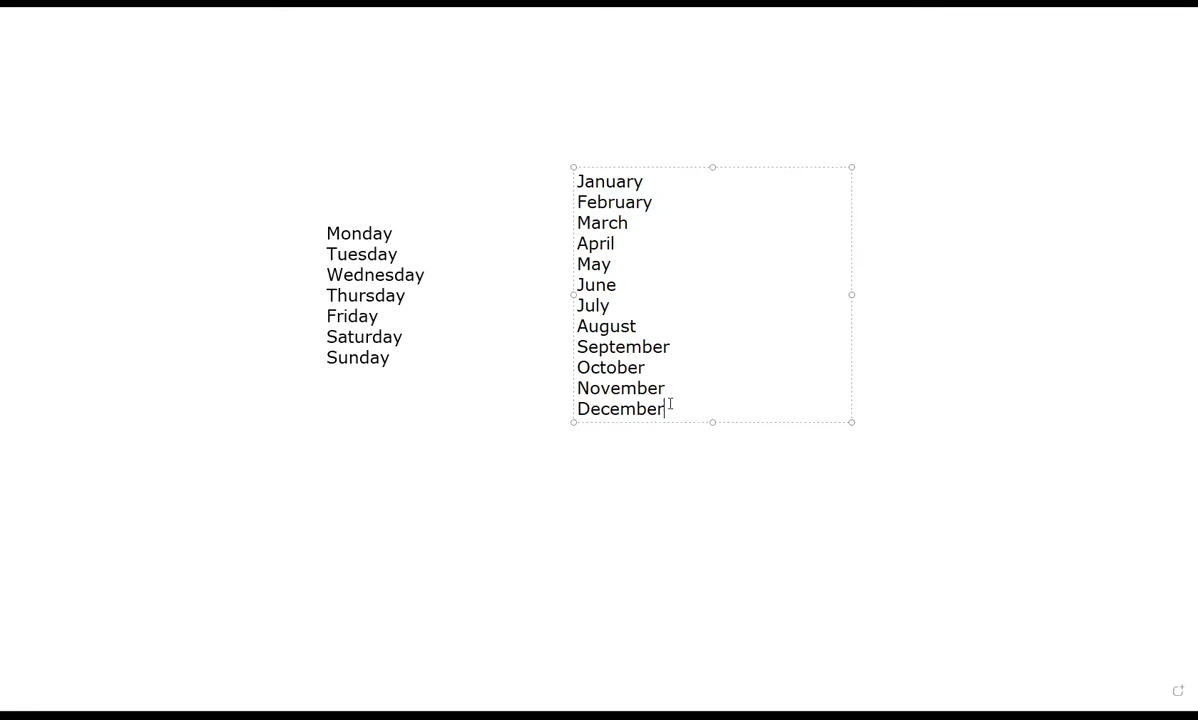 Monday
Tuesday
Wednesday
Thursday
Friday
Saturday
Sunday
January
February
March
April
May
June
July
August
September
October
November
December